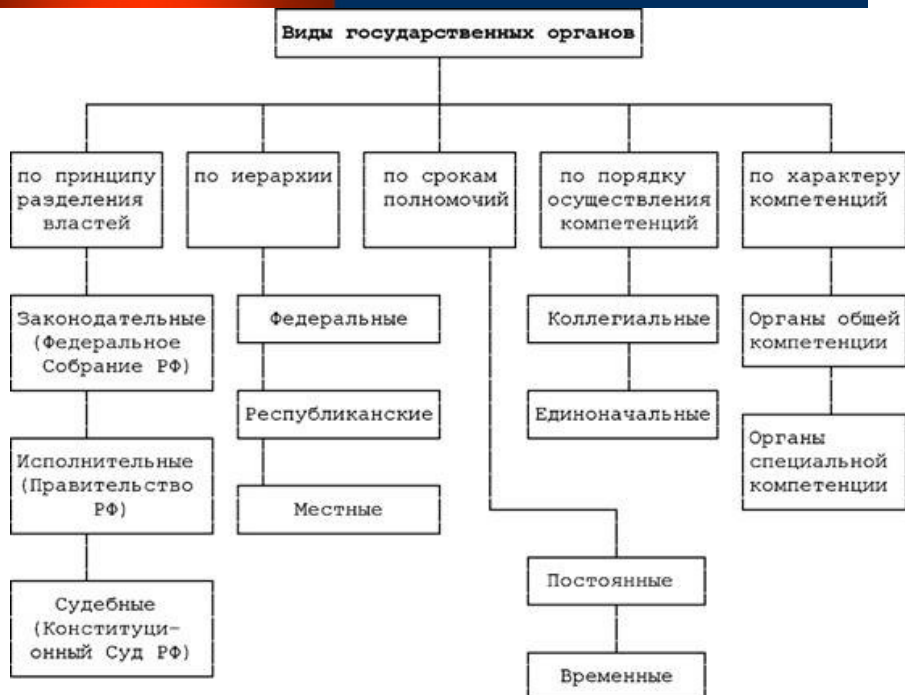 Виды государственных органов
по принципу
разделения
властей
по иерархии
по срокам
полномочий
по порядку
осуществления
компетенций
по характеру
компетенций
Законодательные
(Федеральное
Собрание РФ)
Исполнительные
(Правительство
РФ)
Судебные
(Конституци-
онный Суд РФ)
Федеральные
Республиканские
Местные
Постоянные
Временные
Коллегиальные
Единоначальные
Органы общей
компетенции
Органы
специальной
компетенции